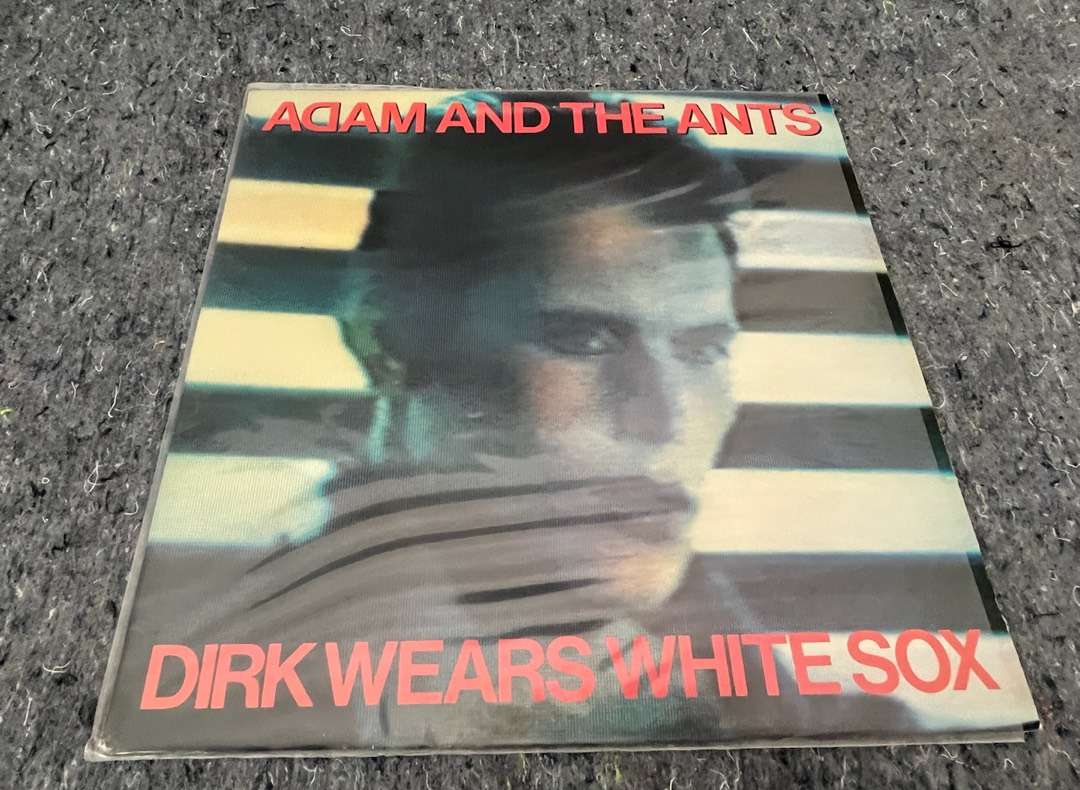 ADAM AND THE ANTS
DIRK WEARS WHITE SOX